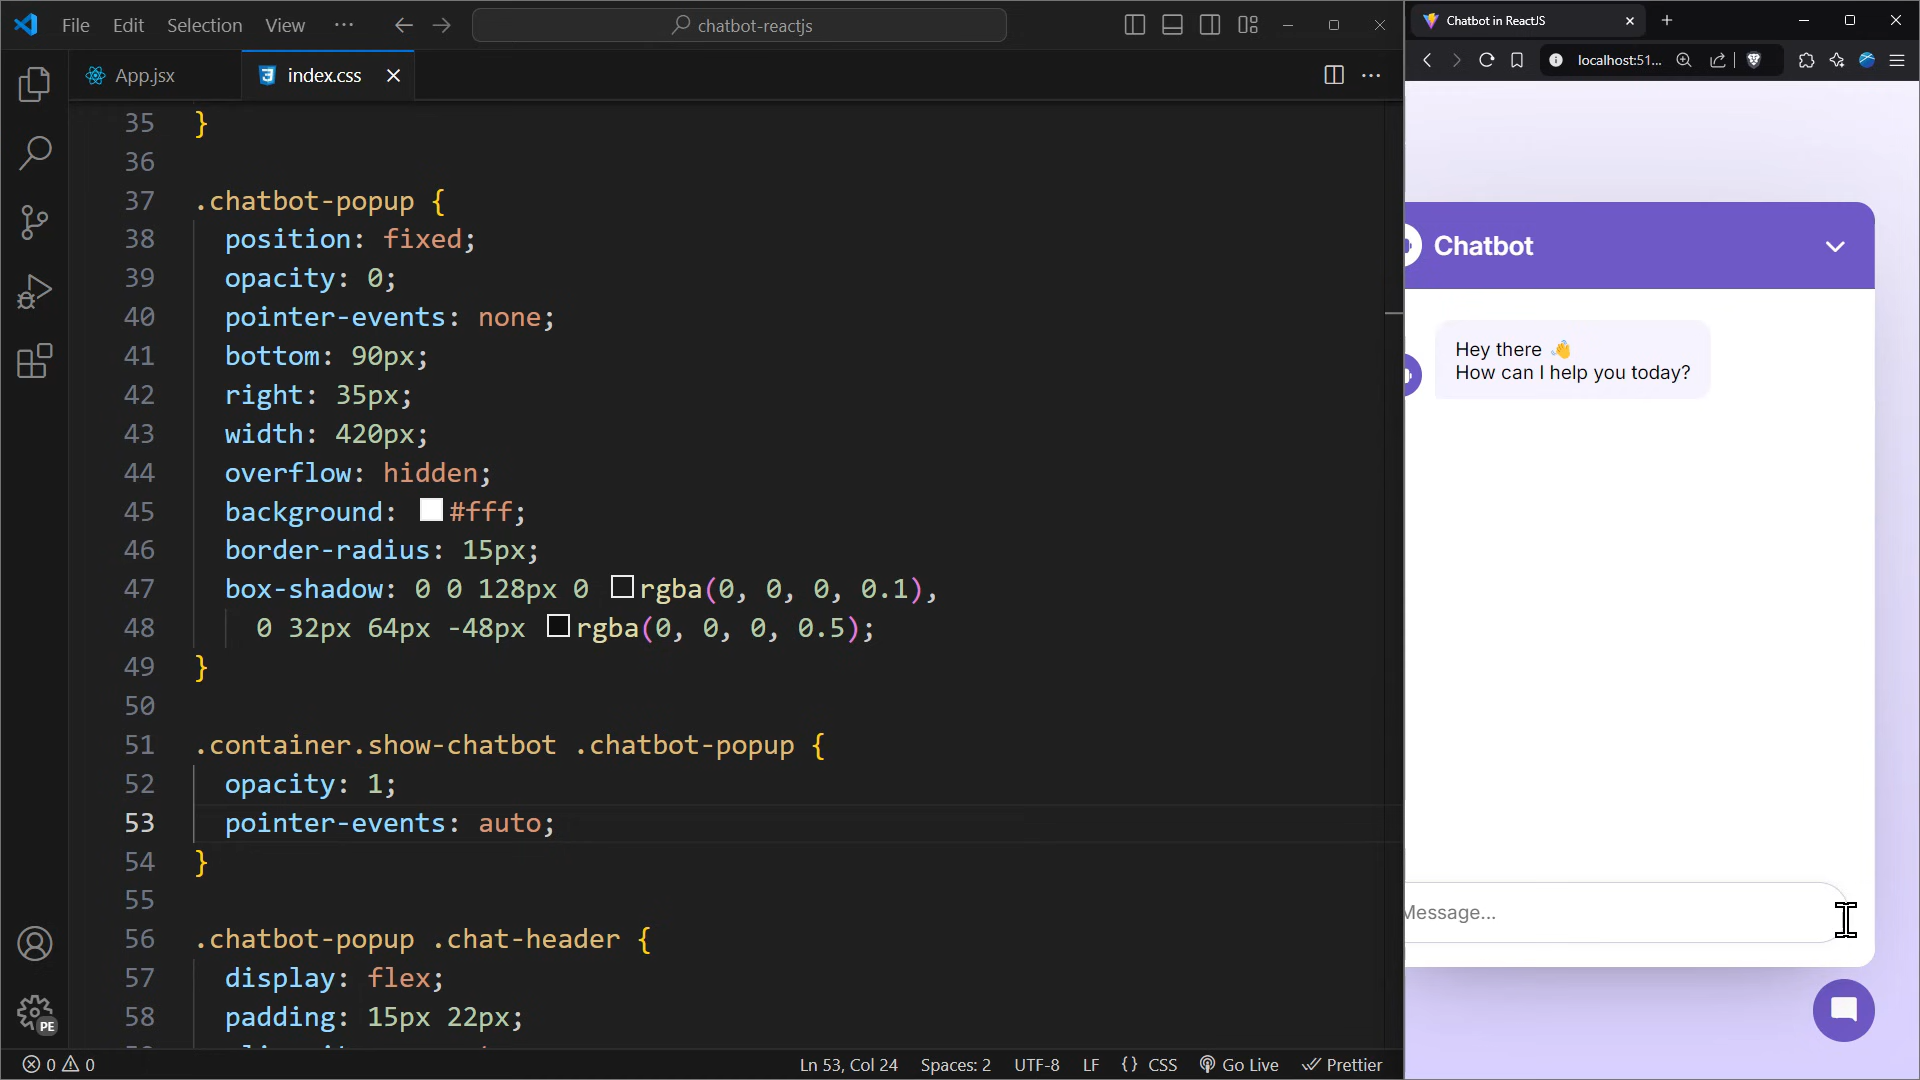 File Edit Selection View ···
chatbot-reactjs
App.jsx
index.css
35 }
36
37 .chatbot-popup {
38 position: fixed;
39 opacity: 0;
40 pointer-events: none;
41 bottom: 90px;
42 right: 35px;
43 width: 420px;
44 overflow: hidden;
45 background: #fff;
46 border-radius: 15px;
47 box-shadow: 0 0 128px 0 rgba(0, 0, 0, 0.1),
48 0 32px 64px -48px rgba(0, 0, 0, 0.5);
49 }
50
51 .container.show-chatbot .chatbot-popup {
52 opacity: 1;
53 pointer-events: auto;
54 }
55
56 .chatbot-popup .chat-header {
57 display: flex;
58 padding: 15px 22px;
PE
0 0
Ln 53, Col 24 Spaces: 2 UTF-8 LF {} CSS Go Live Prettier
Chatbot in ReactJS
localhost:51...
Chatbot
Hey there 👋
How can I help you today?
Message...